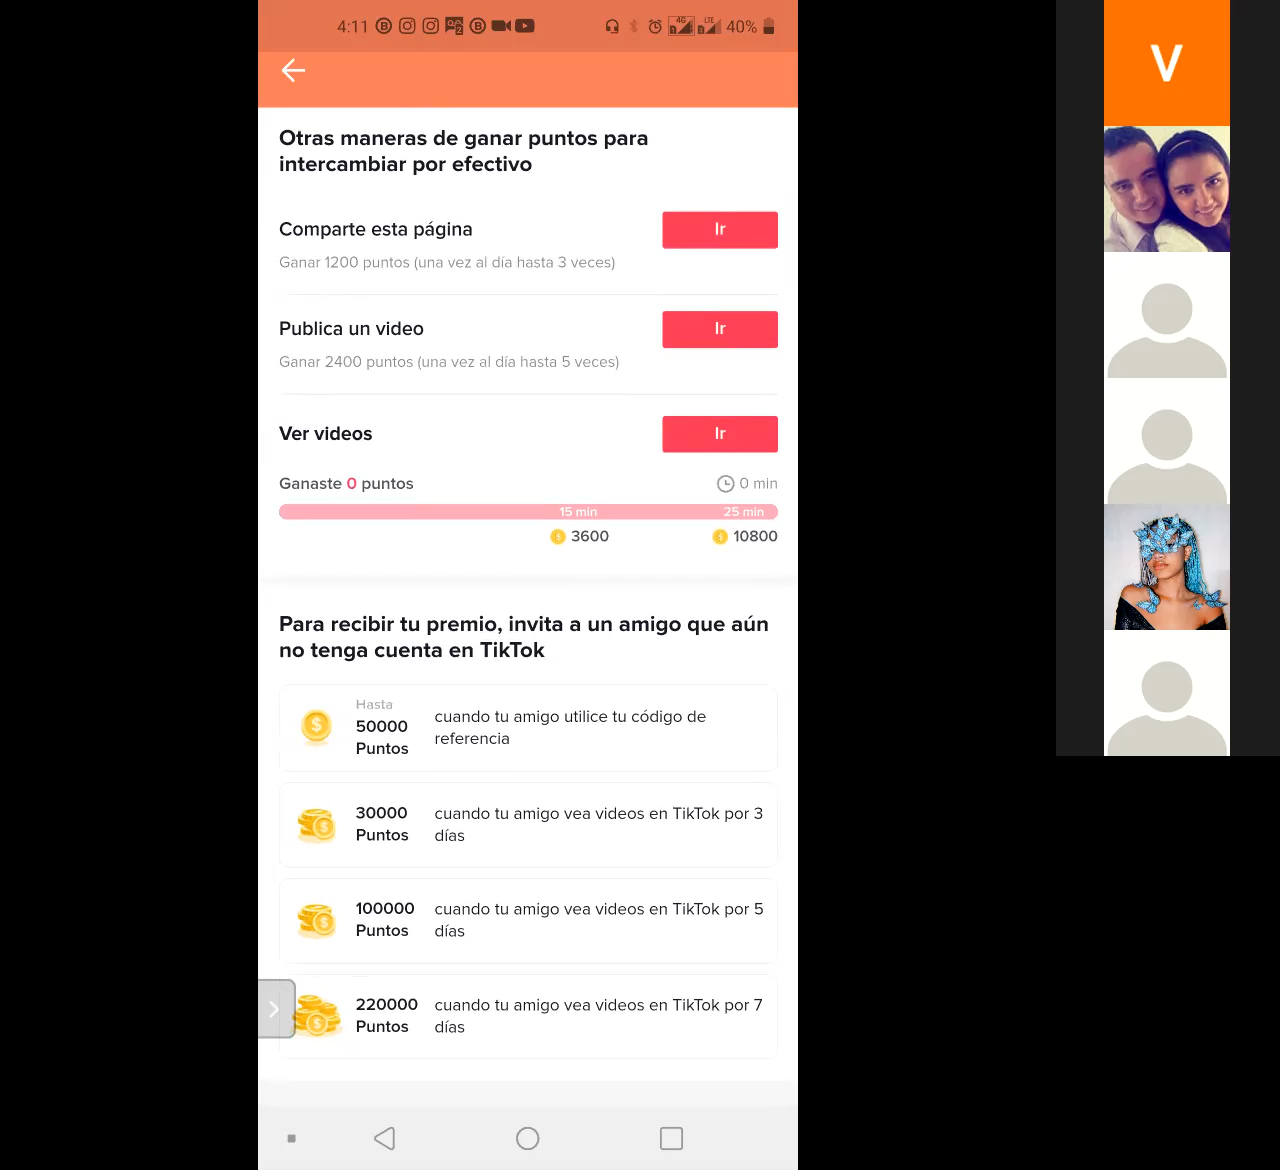 4:11
4G
LTE
40%
Otras maneras de ganar puntos para
intercambiar por efectivo
Comparte esta página
Ir
Ganar 1200 puntos (una vez al día hasta 3 veces)
Publica un video
Ir
Ganar 2400 puntos (una vez al día hasta 5 veces)
Ver videos
Ir
Ganaste 0 puntos
0 min
15 min
25 min
3600
10800
Para recibir tu premio, invita a un amigo que aún
no tenga cuenta en TikTok
Hasta
50000
Puntos
cuando tu amigo utilice tu código de
referencia
30000
Puntos
cuando tu amigo vea videos en TikTok por 3
días
100000
Puntos
cuando tu amigo vea videos en TikTok por 5
días
220000
Puntos
cuando tu amigo vea videos en TikTok por 7
días
V